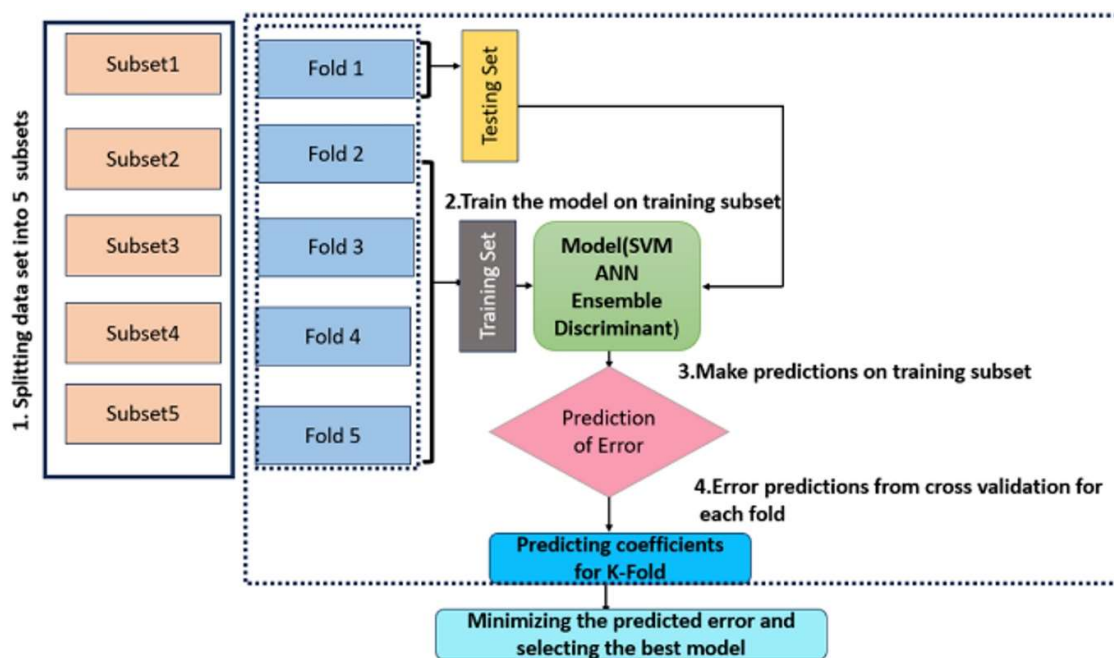 1. Splitting data set into 5 subsets
Subset1
Subset2
Subset3
Subset4
Subset5
Fold 1
Fold 2
Fold 3
Fold 4
Fold 5
Testing Set
Training Set
2.Train the model on training subset
Model(SVM
ANN
Ensemble
Discriminant)
3.Make predictions on training subset
Prediction
of Error
4.Error predictions from cross validation for
each fold
Predicting coefficients
for K-Fold
Minimizing the predicted error and
selecting the best model